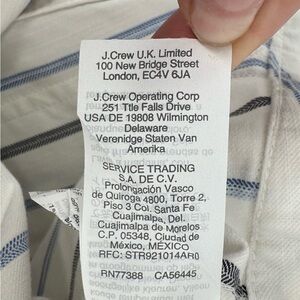 J.Crew U.K. Limited
100 New Bridge Street
London, EC4V 6JA
J.Crew Operating Corp
251 Ttle Falls Drive
USA DE 19808 Wilmington
Delaware
Verenidge Staten Van
Amerika
SERVICE TRADING
S.A. DE C.V.
Prolongación Vasco
de Quiroga 4800, Torre 2,
Piso 3 Col. Santa Fe
Cuajimalpa, Del.
Cuajimalpa de Morelos
C.P. 05348, Ciudad de
México, MÉXICO
RFC: STR921014AR0
RN77388 CA56445